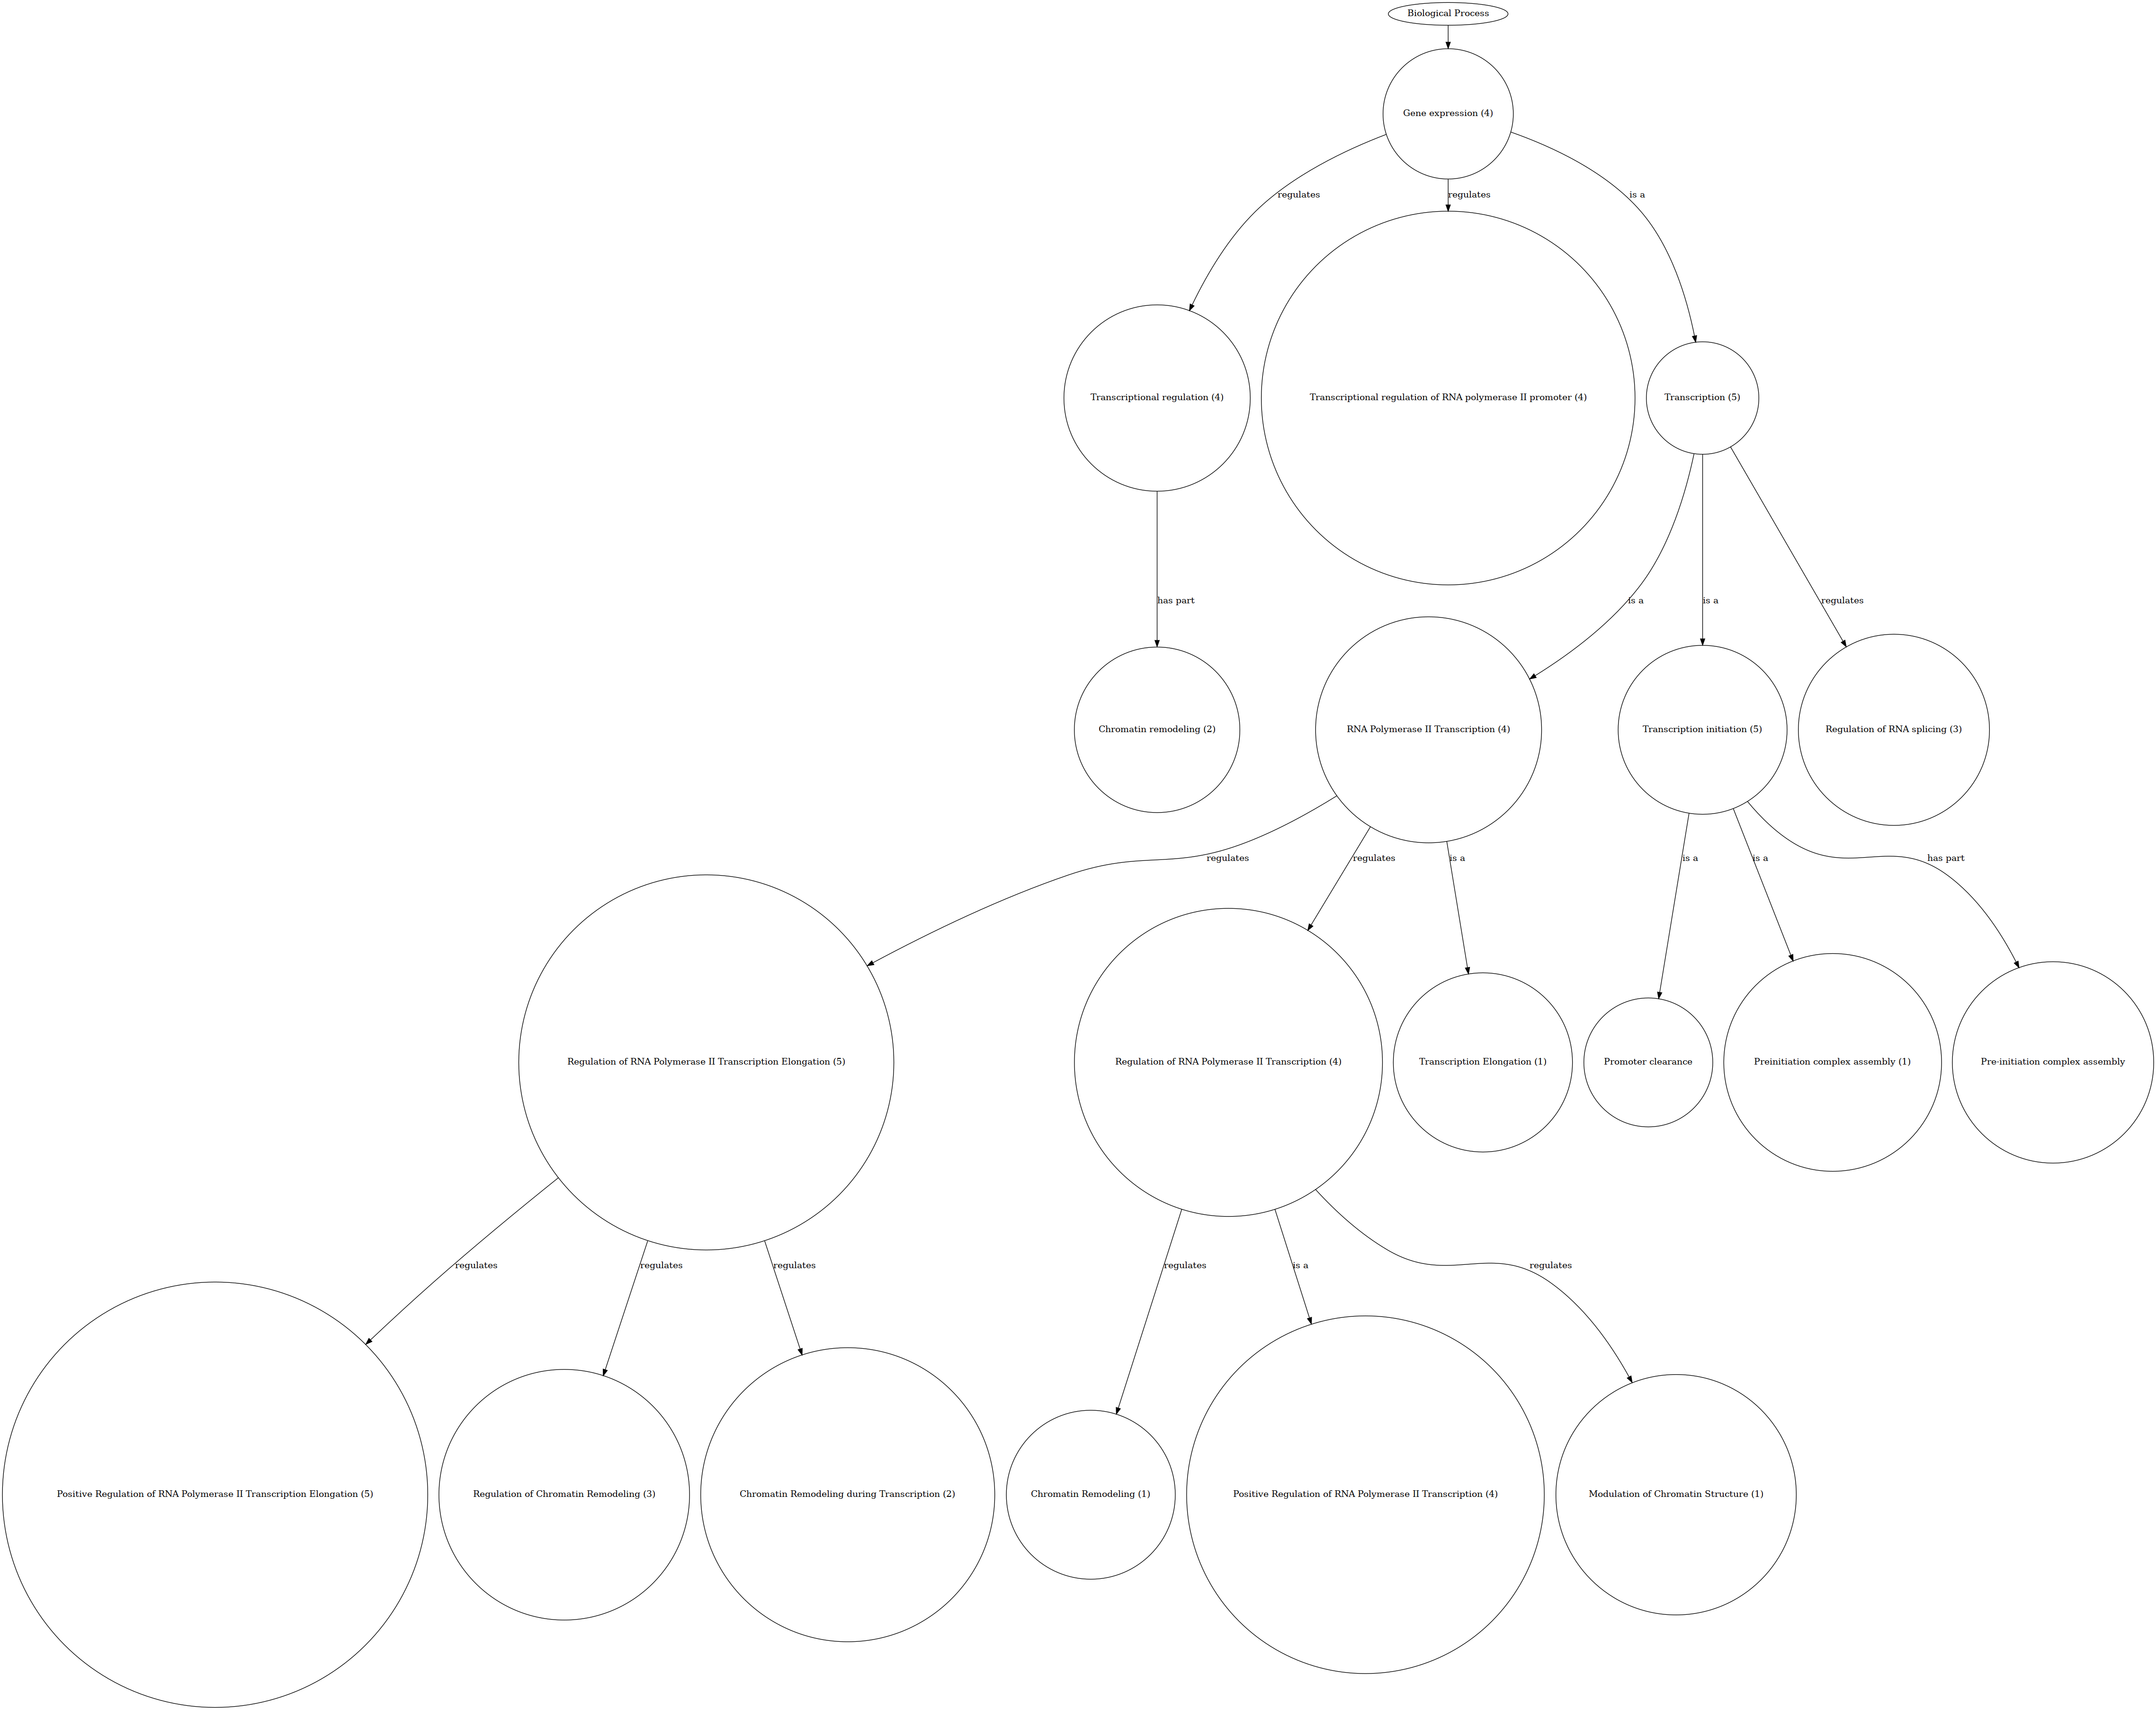 Biological Process
Gene expression (4)
regulates
regulates
is a
Transcriptional regulation (4)
Transcriptional regulation of RNA polymerase II promoter (4)
Transcription (5)
has part
is a
is a
regulates
Chromatin remodeling (2)
RNA Polymerase II Transcription (4)
Transcription initiation (5)
Regulation of RNA splicing (3)
regulates
regulates
is a
is a
is a
has part
Regulation of RNA Polymerase II Transcription Elongation (5)
Regulation of RNA Polymerase II Transcription (4)
Transcription Elongation (1)
Promoter clearance
Preinitiation complex assembly (1)
Pre-initiation complex assembly
regulates
regulates
regulates
regulates
is a
regulates
Positive Regulation of RNA Polymerase II Transcription Elongation (5)
Regulation of Chromatin Remodeling (3)
Chromatin Remodeling during Transcription (2)
Chromatin Remodeling (1)
Positive Regulation of RNA Polymerase II Transcription (4)
Modulation of Chromatin Structure (1)